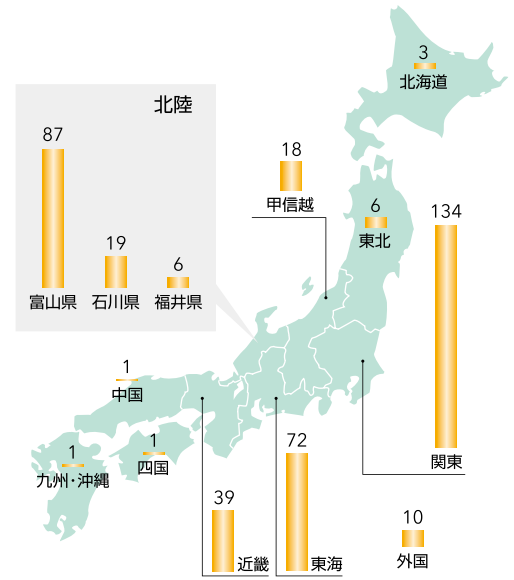 3
北海道
北陸
87
富山県
19
石川県
6
福井県
18
甲信越
6
東北
134
関東
1
中国
1
四国
1
九州・沖縄
39
近畿
72
東海
10
外国